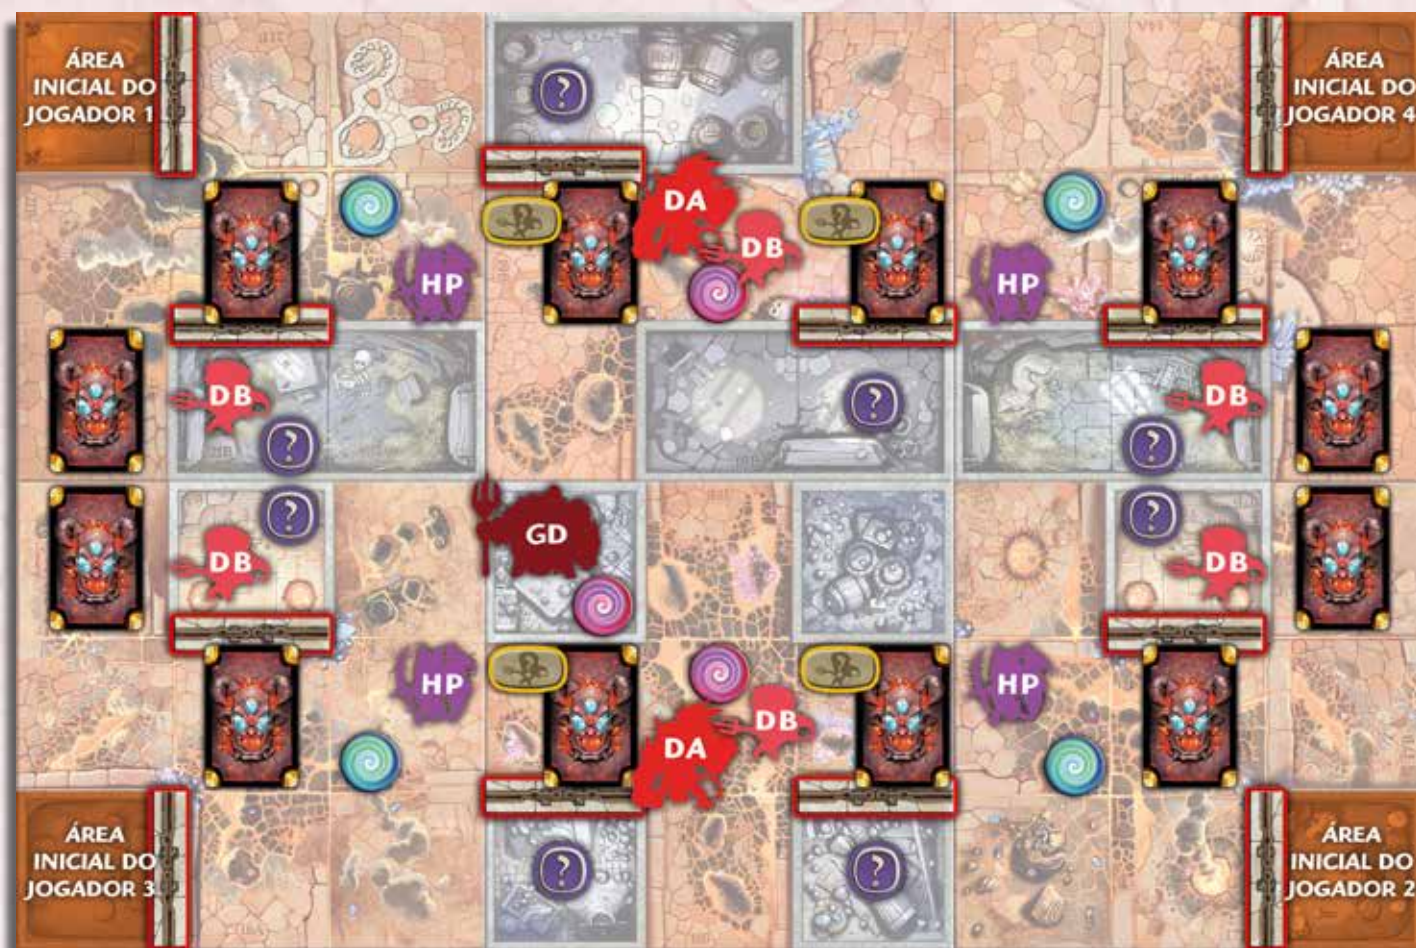 ÁREA
INICIAL DO
JOGADOR 1
?
ÁREA
INICIAL DO
JOGADOR 4
DA
DB
HP
HP
DB
?
?
?
DB
?
GD
?
DB
DB
HP
HP
DB
DA
ÁREA
INICIAL DO
JOGADOR 3
?
?
ÁREA
INICIAL DO
JOGADOR 2